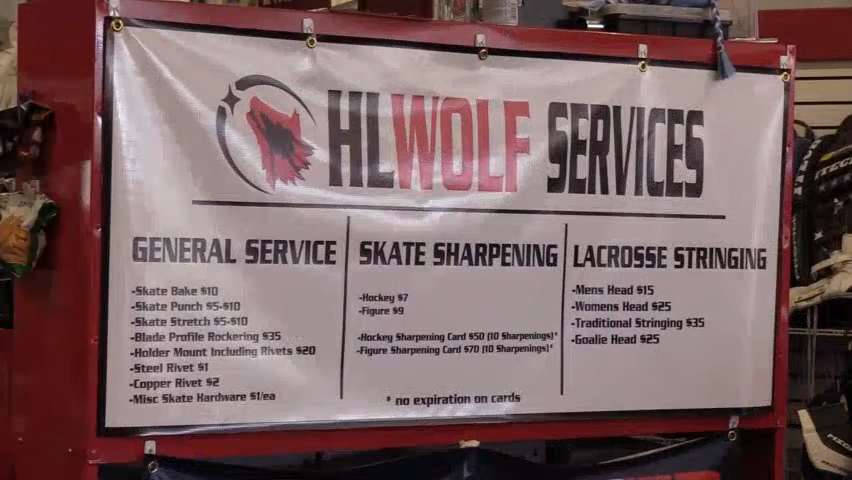 HLWOLF SERVICES
GENERAL SERVICE
-Skate Bake $10
-Skate Punch $5-$10
-Skate Stretch $5-$10
-Blade Profile Rockering $35
-Holder Mount Including Rivets $20
-Steel Rivet $1
-Copper Rivet $2
-Misc Skate Hardware $1/ea
SKATE SHARPENING
-Hockey $7
-Figure $9
-Hockey Sharpening Card $50 (10 Sharpenings)*
-Figure Sharpening Card $70 (10 Sharpenings)*
* no expiration on cards
LACROSSE STRINGING
-Mens Head $15
-Womens Head $25
-Traditional Stringing $35
-Goalie Head $25